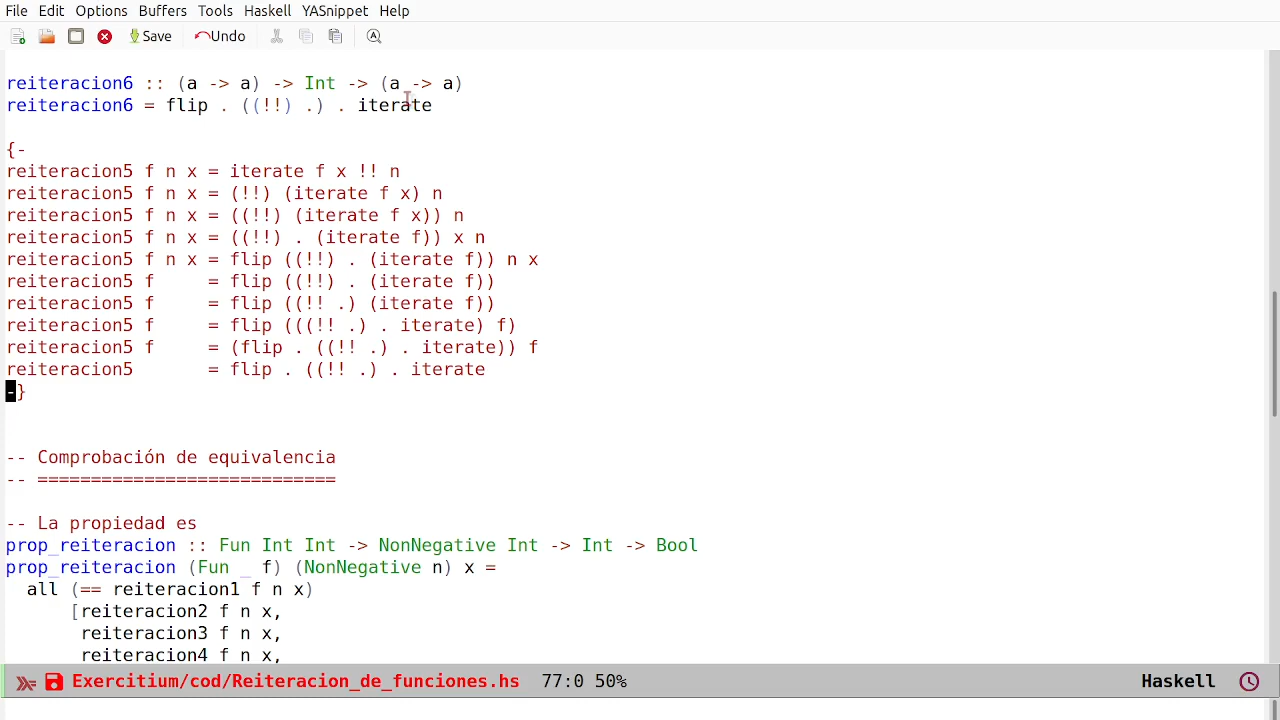 File Edit Options Buffers Tools Haskell YASnippet Help
Save Undo
reiteracion6 :: (a -> a) -> Int -> (a -> a)
reiteracion6 = flip . ((!!) .) . iterate
{-
reiteracion5 f n x = iterate f x !! n
reiteracion5 f n x = (!!) (iterate f x) n
reiteracion5 f n x = ((!!) (iterate f x)) n
reiteracion5 f n x = ((!!) . (iterate f)) x n
reiteracion5 f n x = flip ((!!) . (iterate f)) n x
reiteracion5 f     = flip ((!!) . (iterate f))
reiteracion5 f     = flip ((!! .) (iterate f))
reiteracion5 f     = flip (((!! .) . iterate) f)
reiteracion5 f     = (flip . ((!! .) . iterate)) f
reiteracion5       = flip . ((!! .) . iterate
-}
-- Comprobación de equivalencia
-- ============================
-- La propiedad es
prop_reiteracion :: Fun Int Int -> NonNegative Int -> Int -> Bool
prop_reiteracion (Fun _ f) (NonNegative n) x =
  all (== reiteracion1 f n x)
      [reiteracion2 f n x,
       reiteracion3 f n x,
       reiteracion4 f n x,
Exercitium/cod/Reiteracion_de_funciones.hs 77:0 50% Haskell